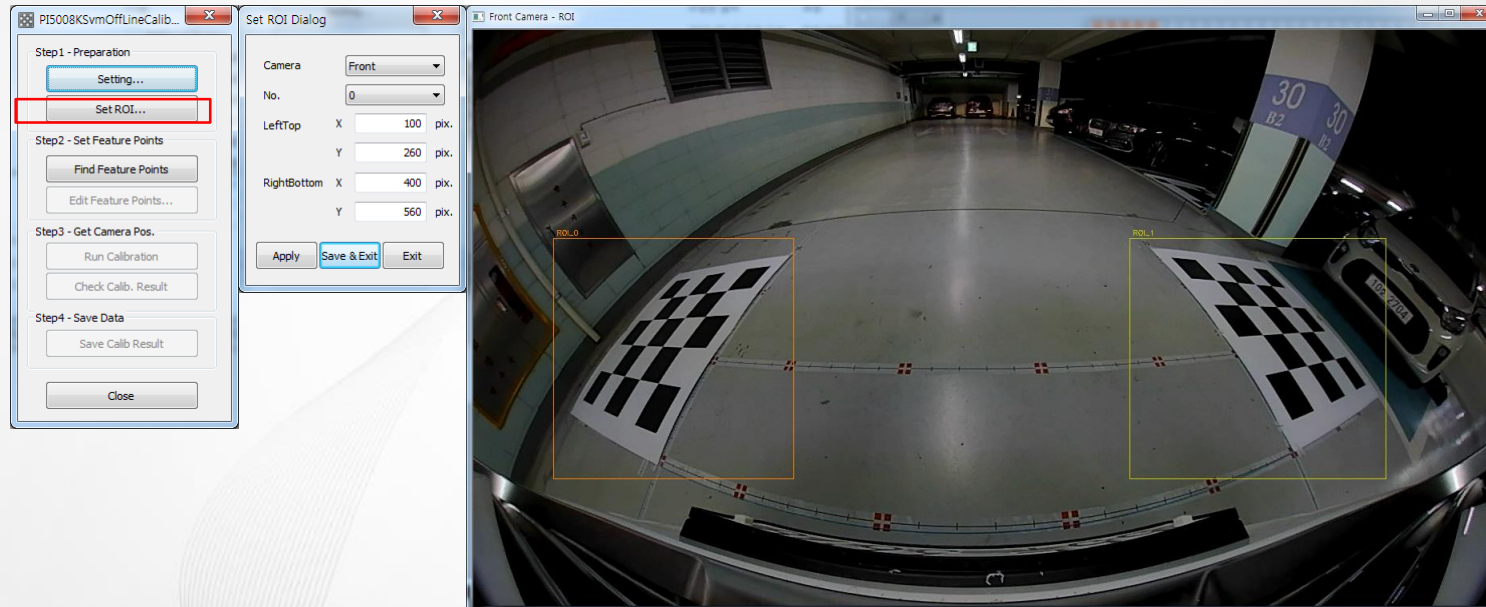 PI5008KSvmOffLineCalib...
Step1 - Preparation
Setting...
Set ROI...
Step2 - Set Feature Points
Find Feature Points
Edit Feature Points...
Step3 - Get Camera Pos.
Run Calibration
Check Calib. Result
Step4 - Save Data
Save Calib Result
Close
Set ROI Dialog
Camera Front
No. 0
LeftTop X 100 pix.
Y 260 pix.
RightBottom X 400 pix.
Y 560 pix.
Apply Save & Exit Exit
Front Camera - ROI
30
B2
30
B2
ROI_0
ROI_1